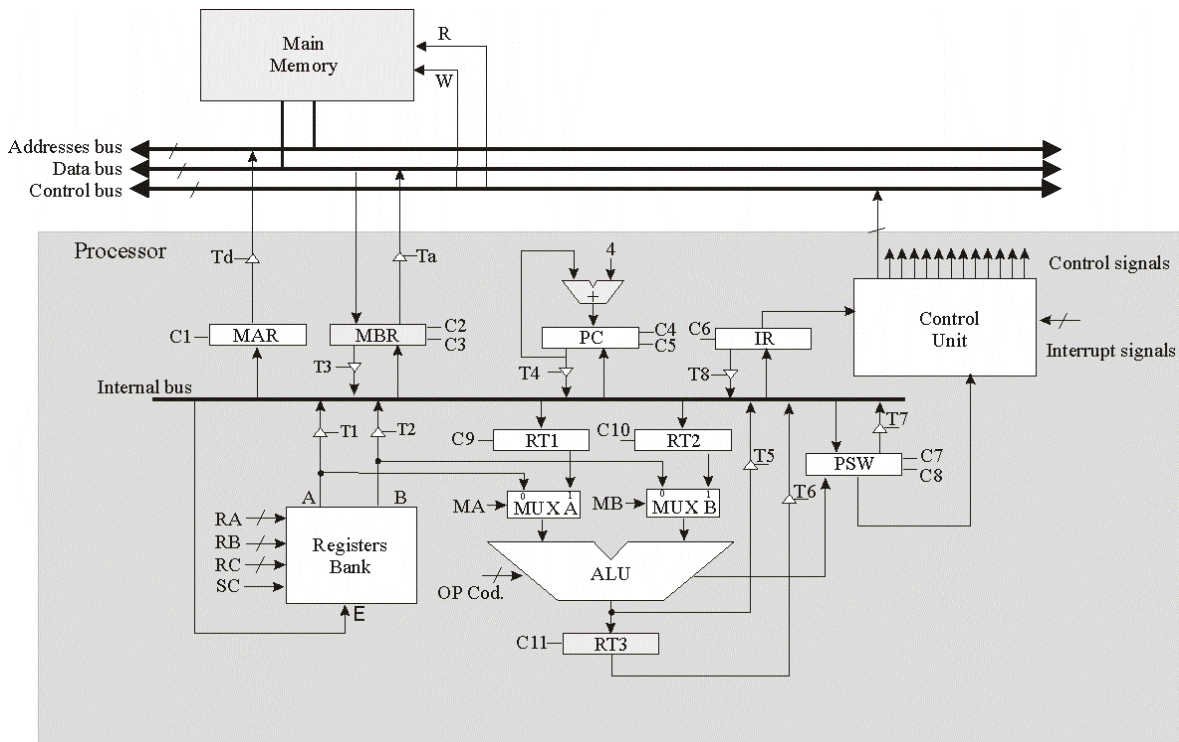 Main
Memory
R
W
Addresses bus
Data bus
Control bus
Processor
Td
Ta
4
+
Control signals
C1
MAR
MBR
C2
C3
PC
C4
C5
C6
IR
Control
Unit
Interrupt signals
T3
T4
T8
Internal bus
T1
T2
C9
RT1
C10
RT2
T5
T7
PSW
C7
C8
T6
A
B
MA
0
1
MUX A
MB
0
1
MUX B
RA
RB
RC
SC
Registers
Bank
E
ALU
OP Cod.
C11
RT3